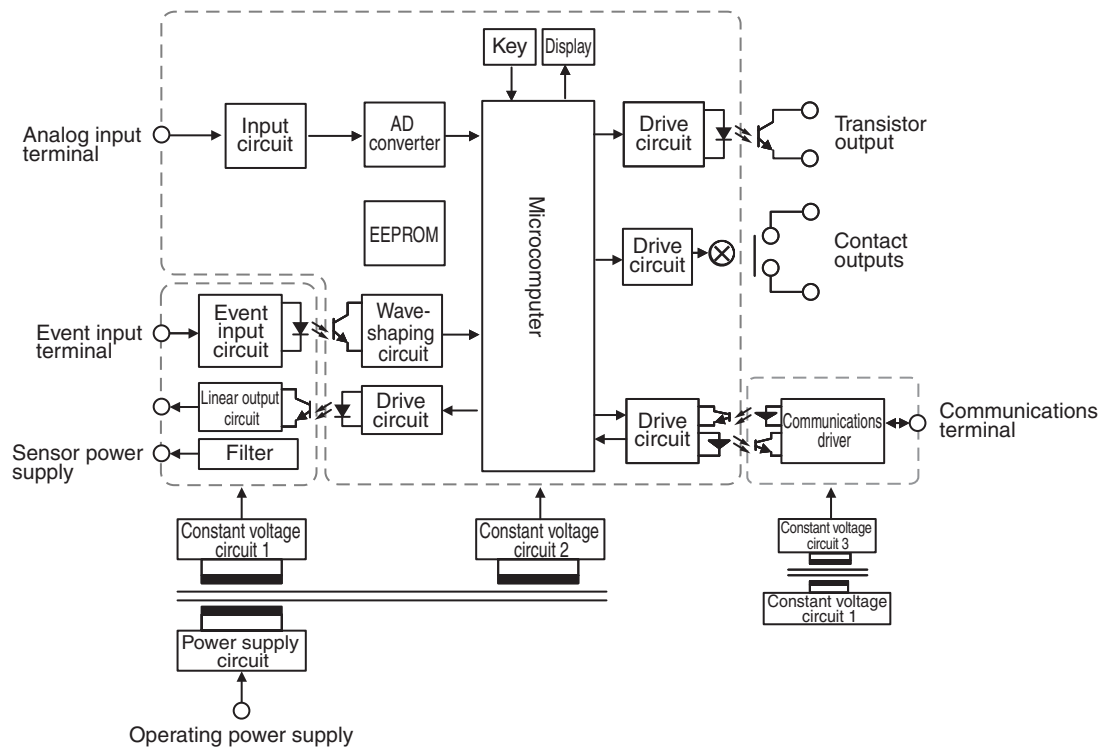 Key
Display
Analog input
terminal
Input
circuit
AD
converter
Drive
circuit
Transistor
output
EEPROM
Microcomputer
Drive
circuit
Contact
outputs
Event input
terminal
Event
input
circuit
Wave-
shaping
circuit
Linear output
circuit
Drive
circuit
Drive
circuit
Communications
driver
Communications
terminal
Sensor power
supply
Filter
Constant voltage
circuit 1
Constant voltage
circuit 2
Constant voltage
circuit 3
Constant voltage
circuit 1
Power supply
circuit
Operating power supply